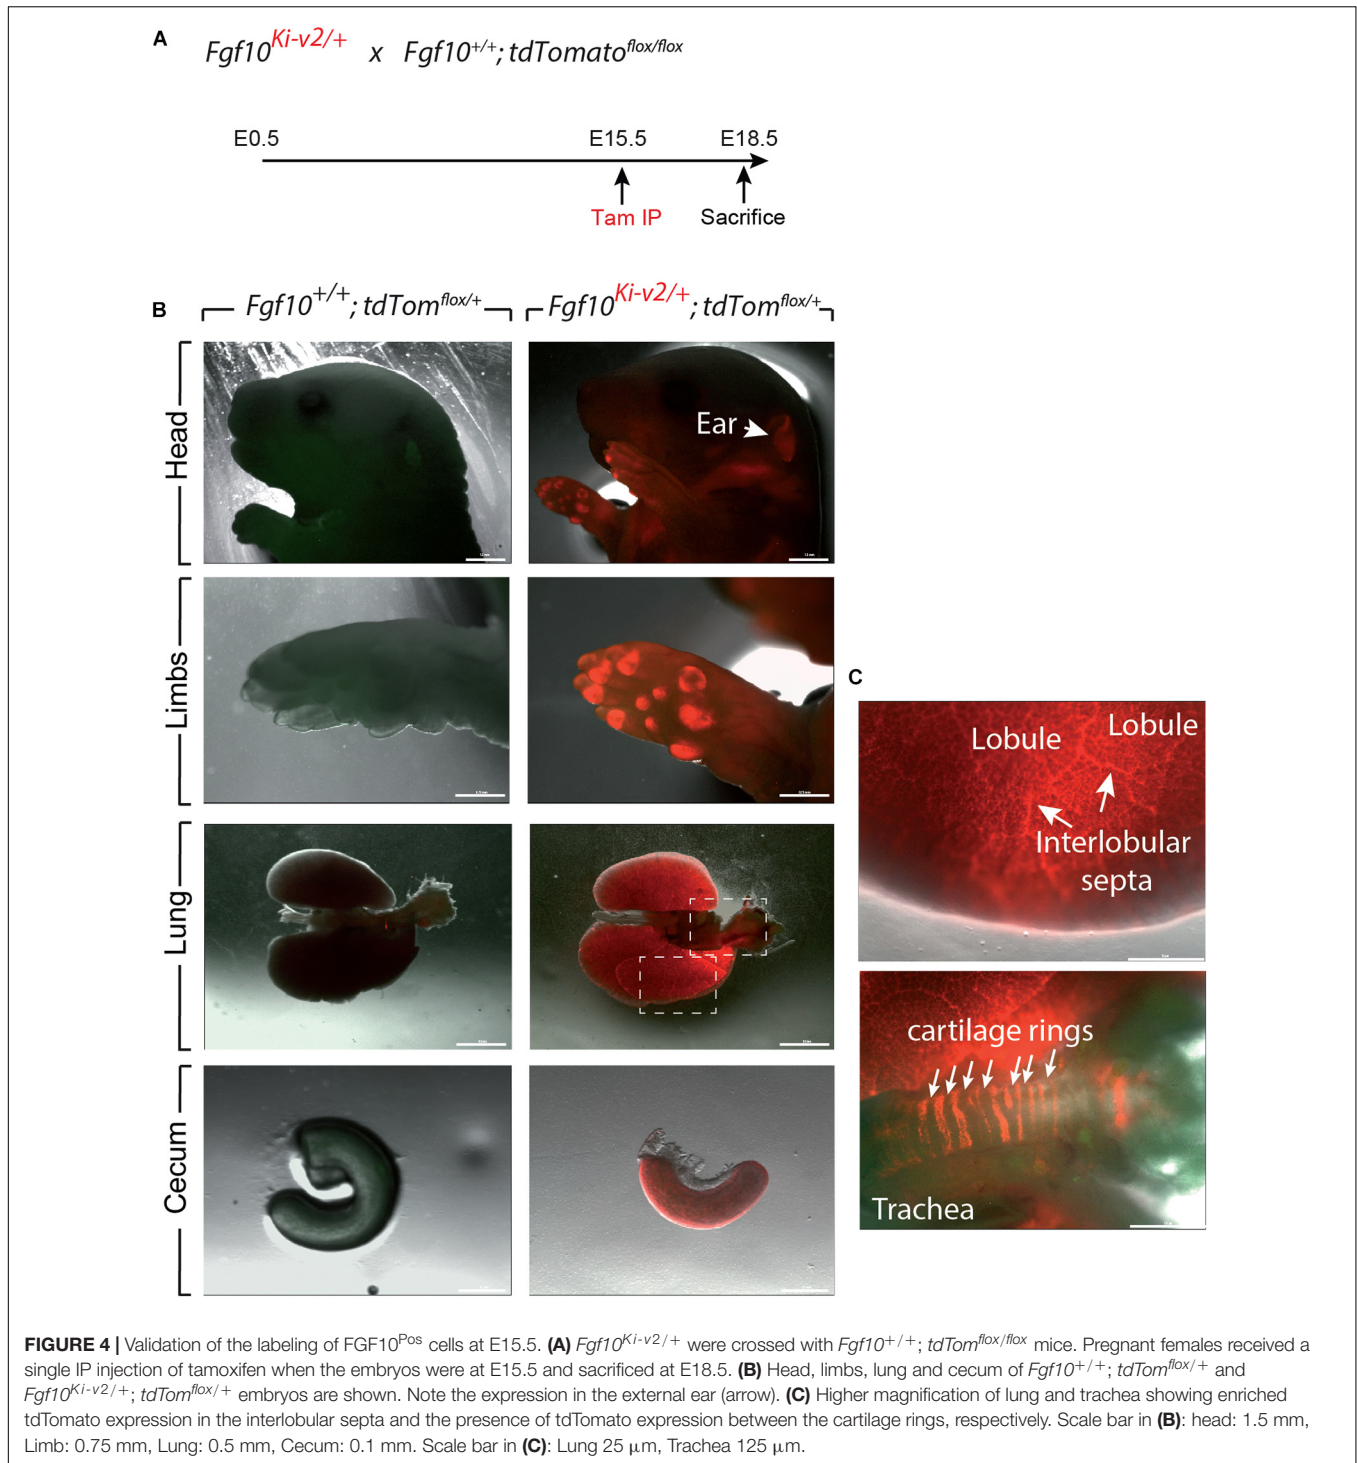 A
Fgf10Ki-v2/+ x Fgf10+/+; tdTomatoflox/flox
E0.5 E15.5 E18.5
Tam IP Sacrifice
B
Fgf10+/+; tdTomflox/+ Fgf10Ki-v2/+; tdTomflox/+
Head
Ear
Limbs
Lung
Cecum
C
Lobule Lobule
Interlobular
septa
cartilage rings
Trachea
FIGURE 4 | Validation of the labeling of FGF10Pos cells at E15.5. (A) Fgf10Ki-v2/+ were crossed with Fgf10+/+; tdTomflox/flox mice. Pregnant females received a
single IP injection of tamoxifen when the embryos were at E15.5 and sacrificed at E18.5. (B) Head, limbs, lung and cecum of Fgf10+/+; tdTomflox/+ and
Fgf10Ki-v2/+; tdTomflox/+ embryos are shown. Note the expression in the external ear (arrow). (C) Higher magnification of lung and trachea showing enriched
tdTomato expression in the interlobular septa and the presence of tdTomato expression between the cartilage rings, respectively. Scale bar in (B): head: 1.5 mm,
Limb: 0.75 mm, Lung: 0.5 mm, Cecum: 0.1 mm. Scale bar in (C): Lung 25 μm, Trachea 125 μm.